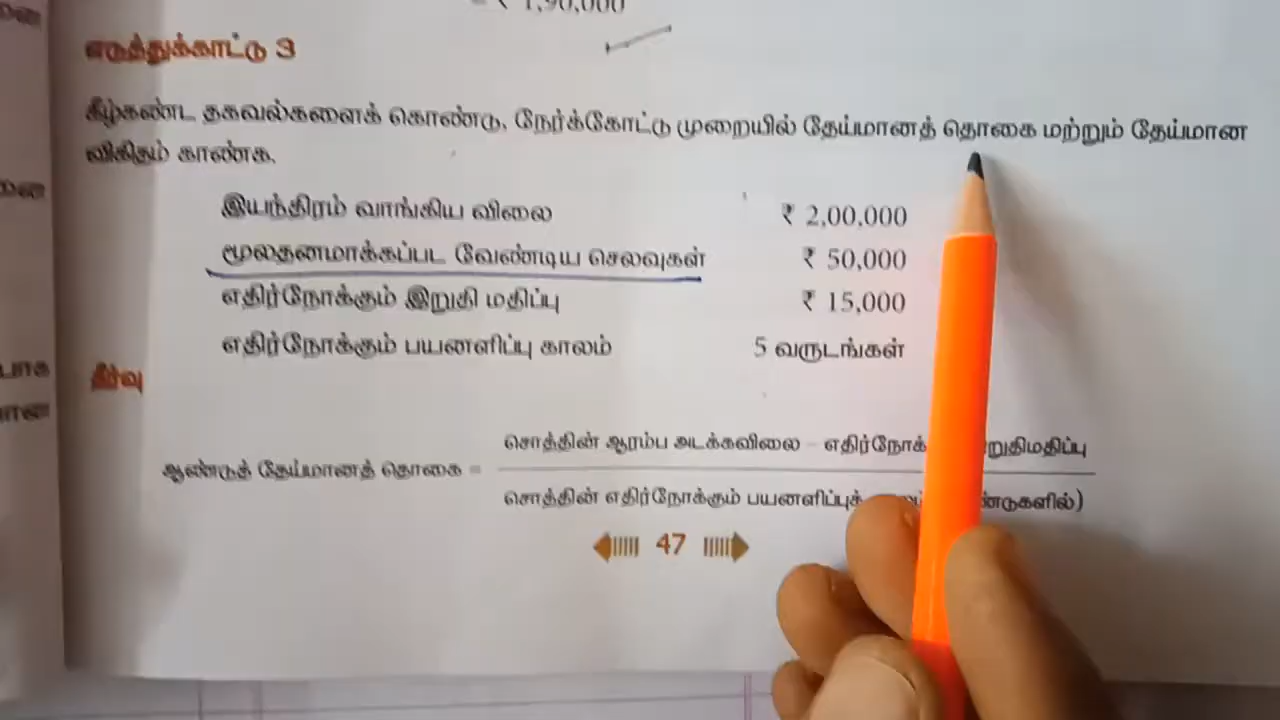 எடுத்துக்காட்டு 3
கீழ்கண்ட தகவல்களைக் கொண்டு, நேர்க்கோட்டு முறையில் தேய்மானத் தொகை மற்றும் தேய்மான
விகிதம் காண்க.
இயந்திரம் வாங்கிய விலை ₹ 2,00,000
மூலதனமாக்கப்பட வேண்டிய செலவுகள் ₹ 50,000
எதிர்நோக்கும் இறுதி மதிப்பு ₹ 15,000
எதிர்நோக்கும் பயனளிப்பு காலம் 5 வருடங்கள்
தீர்வு
சொத்தின் ஆரம்ப அடக்கவிலை – எதிர்நோக்
ஆண்டுத் தேய்மானத் தொகை =
சொத்தின் எதிர்நோக்கும் பயனளிப்புக்
47